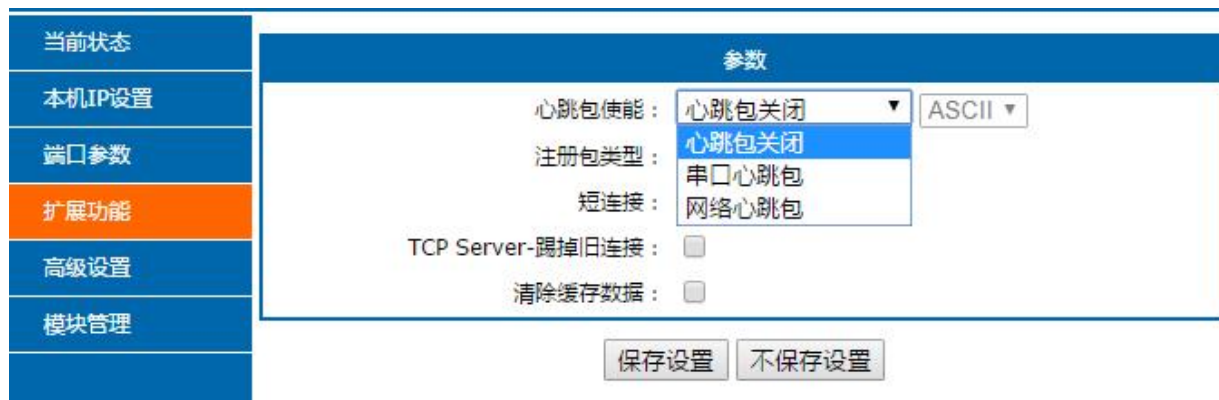 当前状态
本机IP设置
端口参数
扩展功能
高级设置
模块管理
参数
心跳包使能： 心跳包关闭 ▼ ASCII ▼
心跳包关闭
注册包类型：
串口心跳包
短连接：
网络心跳包
TCP Server-踢掉旧连接：
清除缓存数据：
保存设置 不保存设置